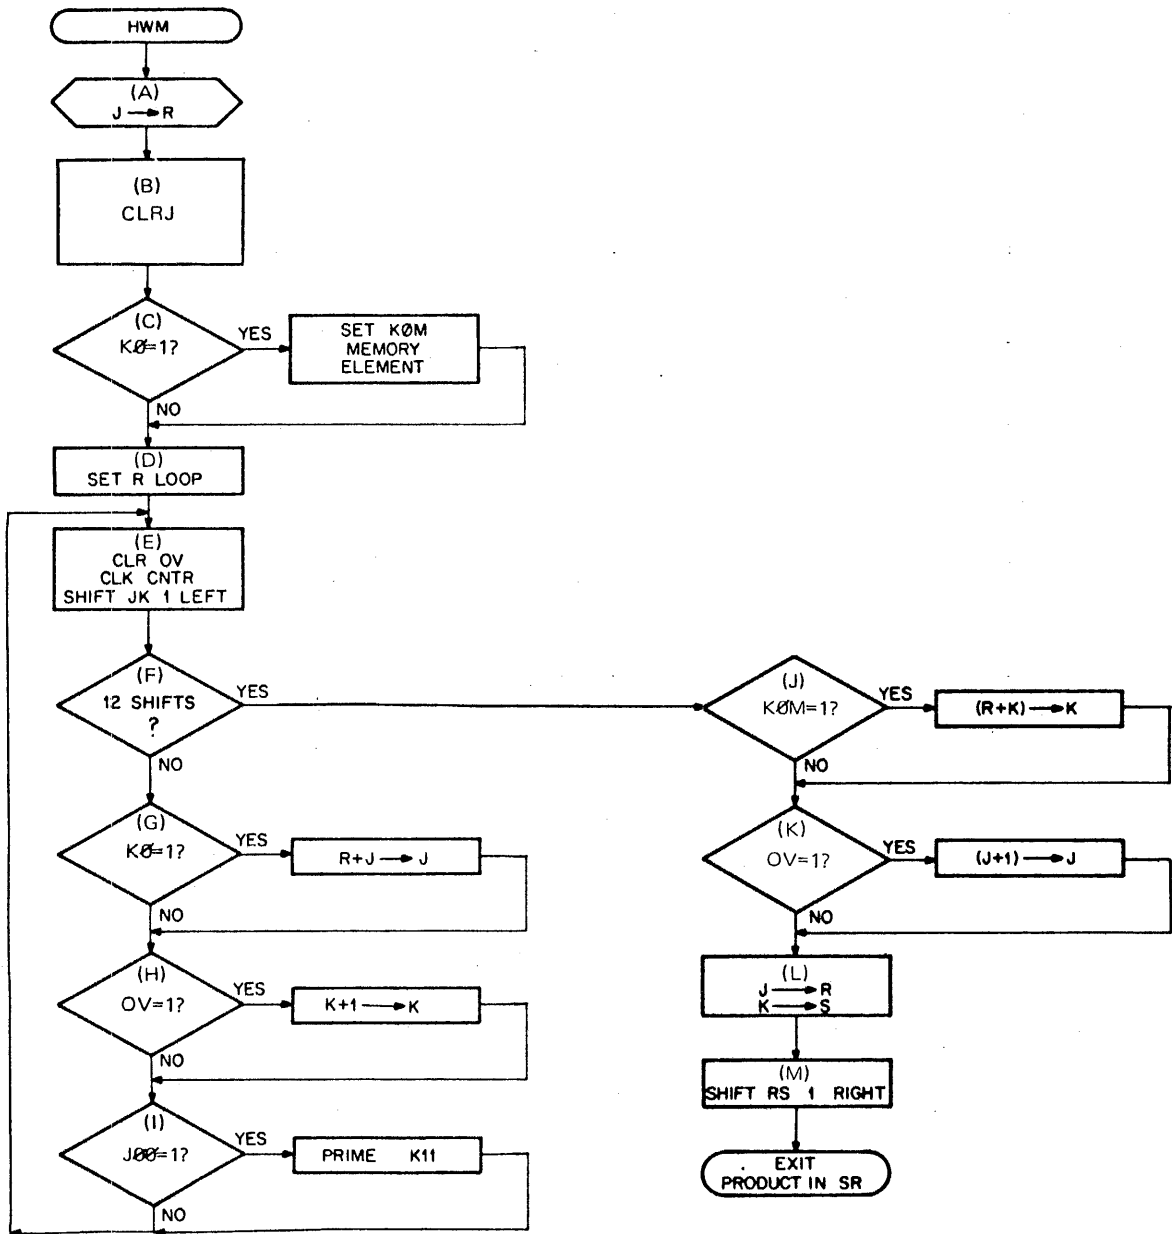 HWM
(A)
J → R
(B)
CLRJ
(C)
KØ=1?
YES
NO
SET KØM
MEMORY
ELEMENT
(D)
SET R LOOP
(E)
CLR OV
CLK CNTR
SHIFT JK 1 LEFT
(F)
12 SHIFTS
?
YES
NO
(G)
KØ=1?
YES
NO
R+J → J
(H)
OV=1?
YES
NO
K+1 → K
(I)
JØØ=1?
YES
NO
PRIME K11
(J)
KØM=1?
YES
NO
(R+K) → K
(K)
OV=1?
YES
NO
(J+1) → J
(L)
J → R
K → S
(M)
SHIFT RS 1 RIGHT
EXIT
PRODUCT IN SR